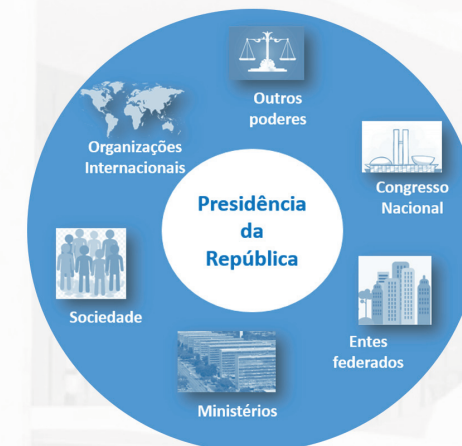 Outros
poderes
Organizações
Internacionais
Congresso
Nacional
Presidência
da
República
Sociedade
Entes
federados
Ministérios